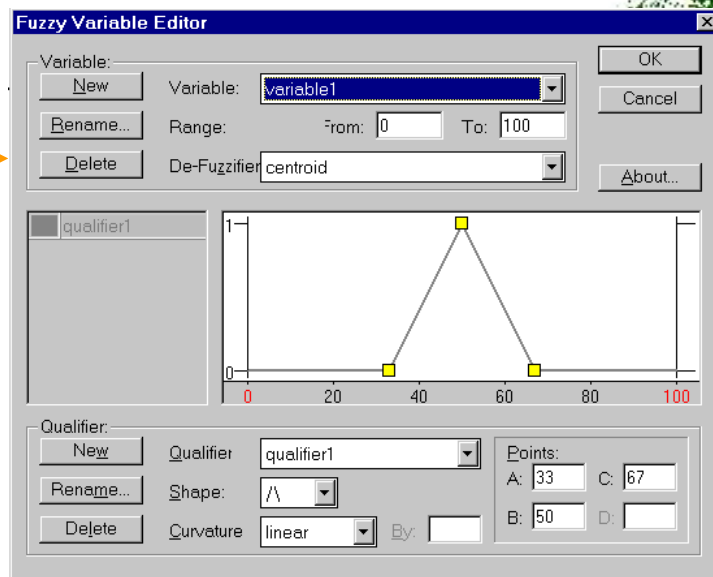 Fuzzy Variable Editor
Variable:
New
Variable:
variable1
OK
Cancel
Rename...
Range:
From:
0
To:
100
Delete
De-Fuzzifier
centroid
About...
qualifier1
1
0
0
20
40
60
80
100
Qualifier:
New
Qualifier
qualifier1
Points:
A:
33
C:
67
Rename...
Shape:
/\
B:
50
D:
Delete
Curvature
linear
By: